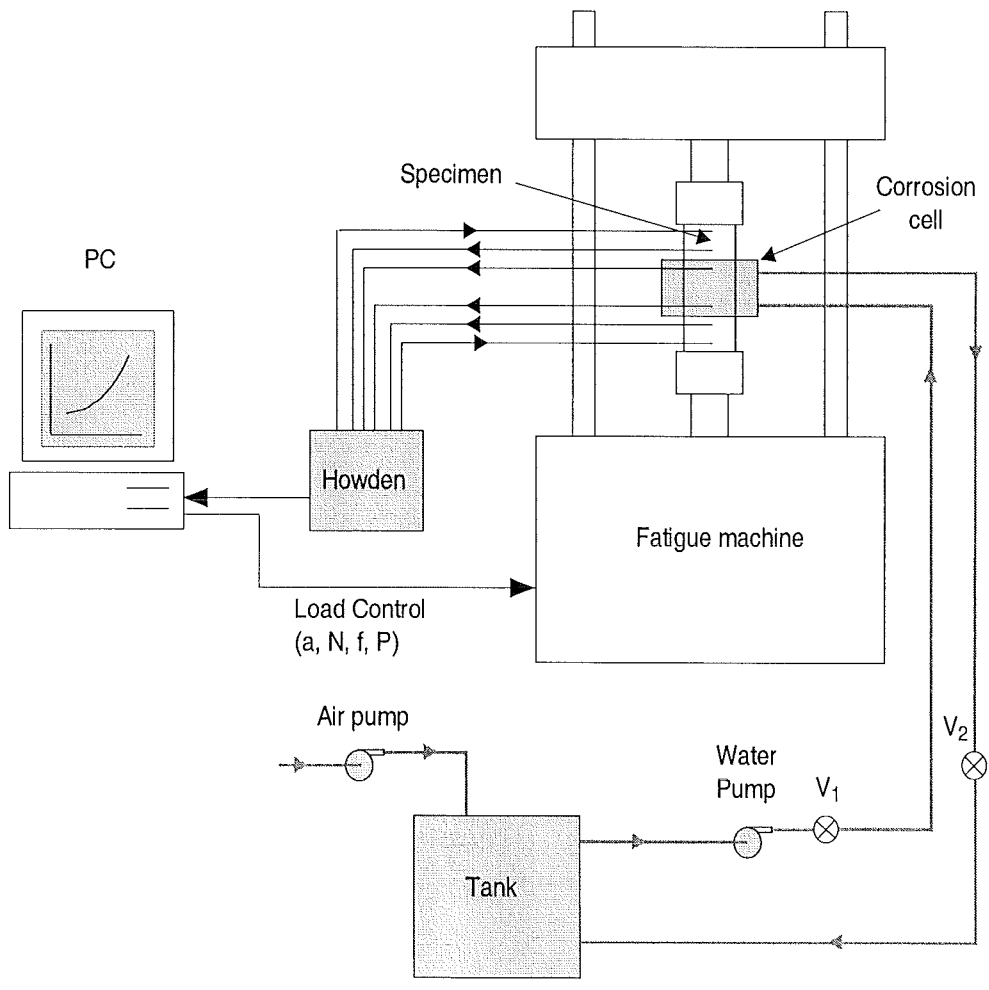 Specimen
Corrosion
cell
PC
Howden
Fatigue machine
Load Control
(a, N, f, P)
Air pump
Water
Pump
V₁
V₂
Tank